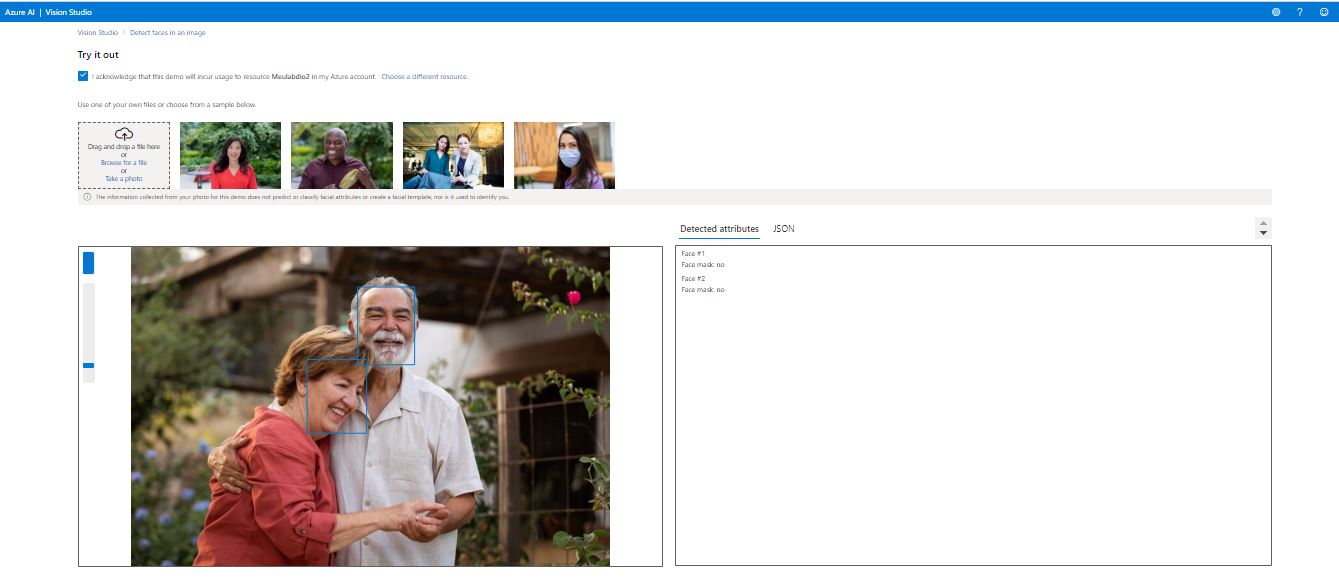 Azure AI | Vision Studio
Vision Studio > Detect faces in an image
Try it out
I acknowledge that this demo will incur usage to resource Meulabdio2 in my Azure account. Choose a different resource.
Use one of your own files or choose from a sample below.
Drag and drop a file here
or
Browse for a file
or
Take a photo
The information collected from your photo for this demo does not predict or classify facial attributes or create a facial template, nor is it used to identify you.
Detected attributes JSON
Face #1
Face mask: no
Face #2
Face mask: no